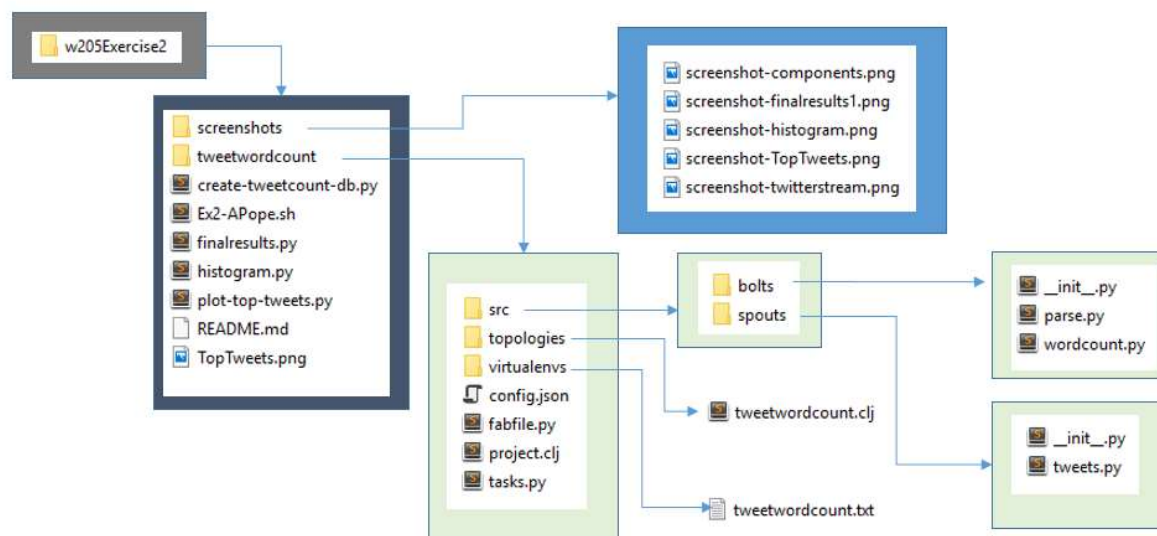 w205Exercise2
screenshots
tweetwordcount
create-tweetcount-db.py
Ex2-APope.sh
finalresults.py
histogram.py
plot-top-tweets.py
README.md
TopTweets.png
screenshot-components.png
screenshot-finalresults1.png
screenshot-histogram.png
screenshot-TopTweets.png
screenshot-twitterstream.png
src
topologies
virtualenvs
config.json
fabfile.py
project.clj
tasks.py
bolts
spouts
tweetwordcount.clj
tweetwordcount.txt
__init__.py
parse.py
wordcount.py
__init__.py
tweets.py